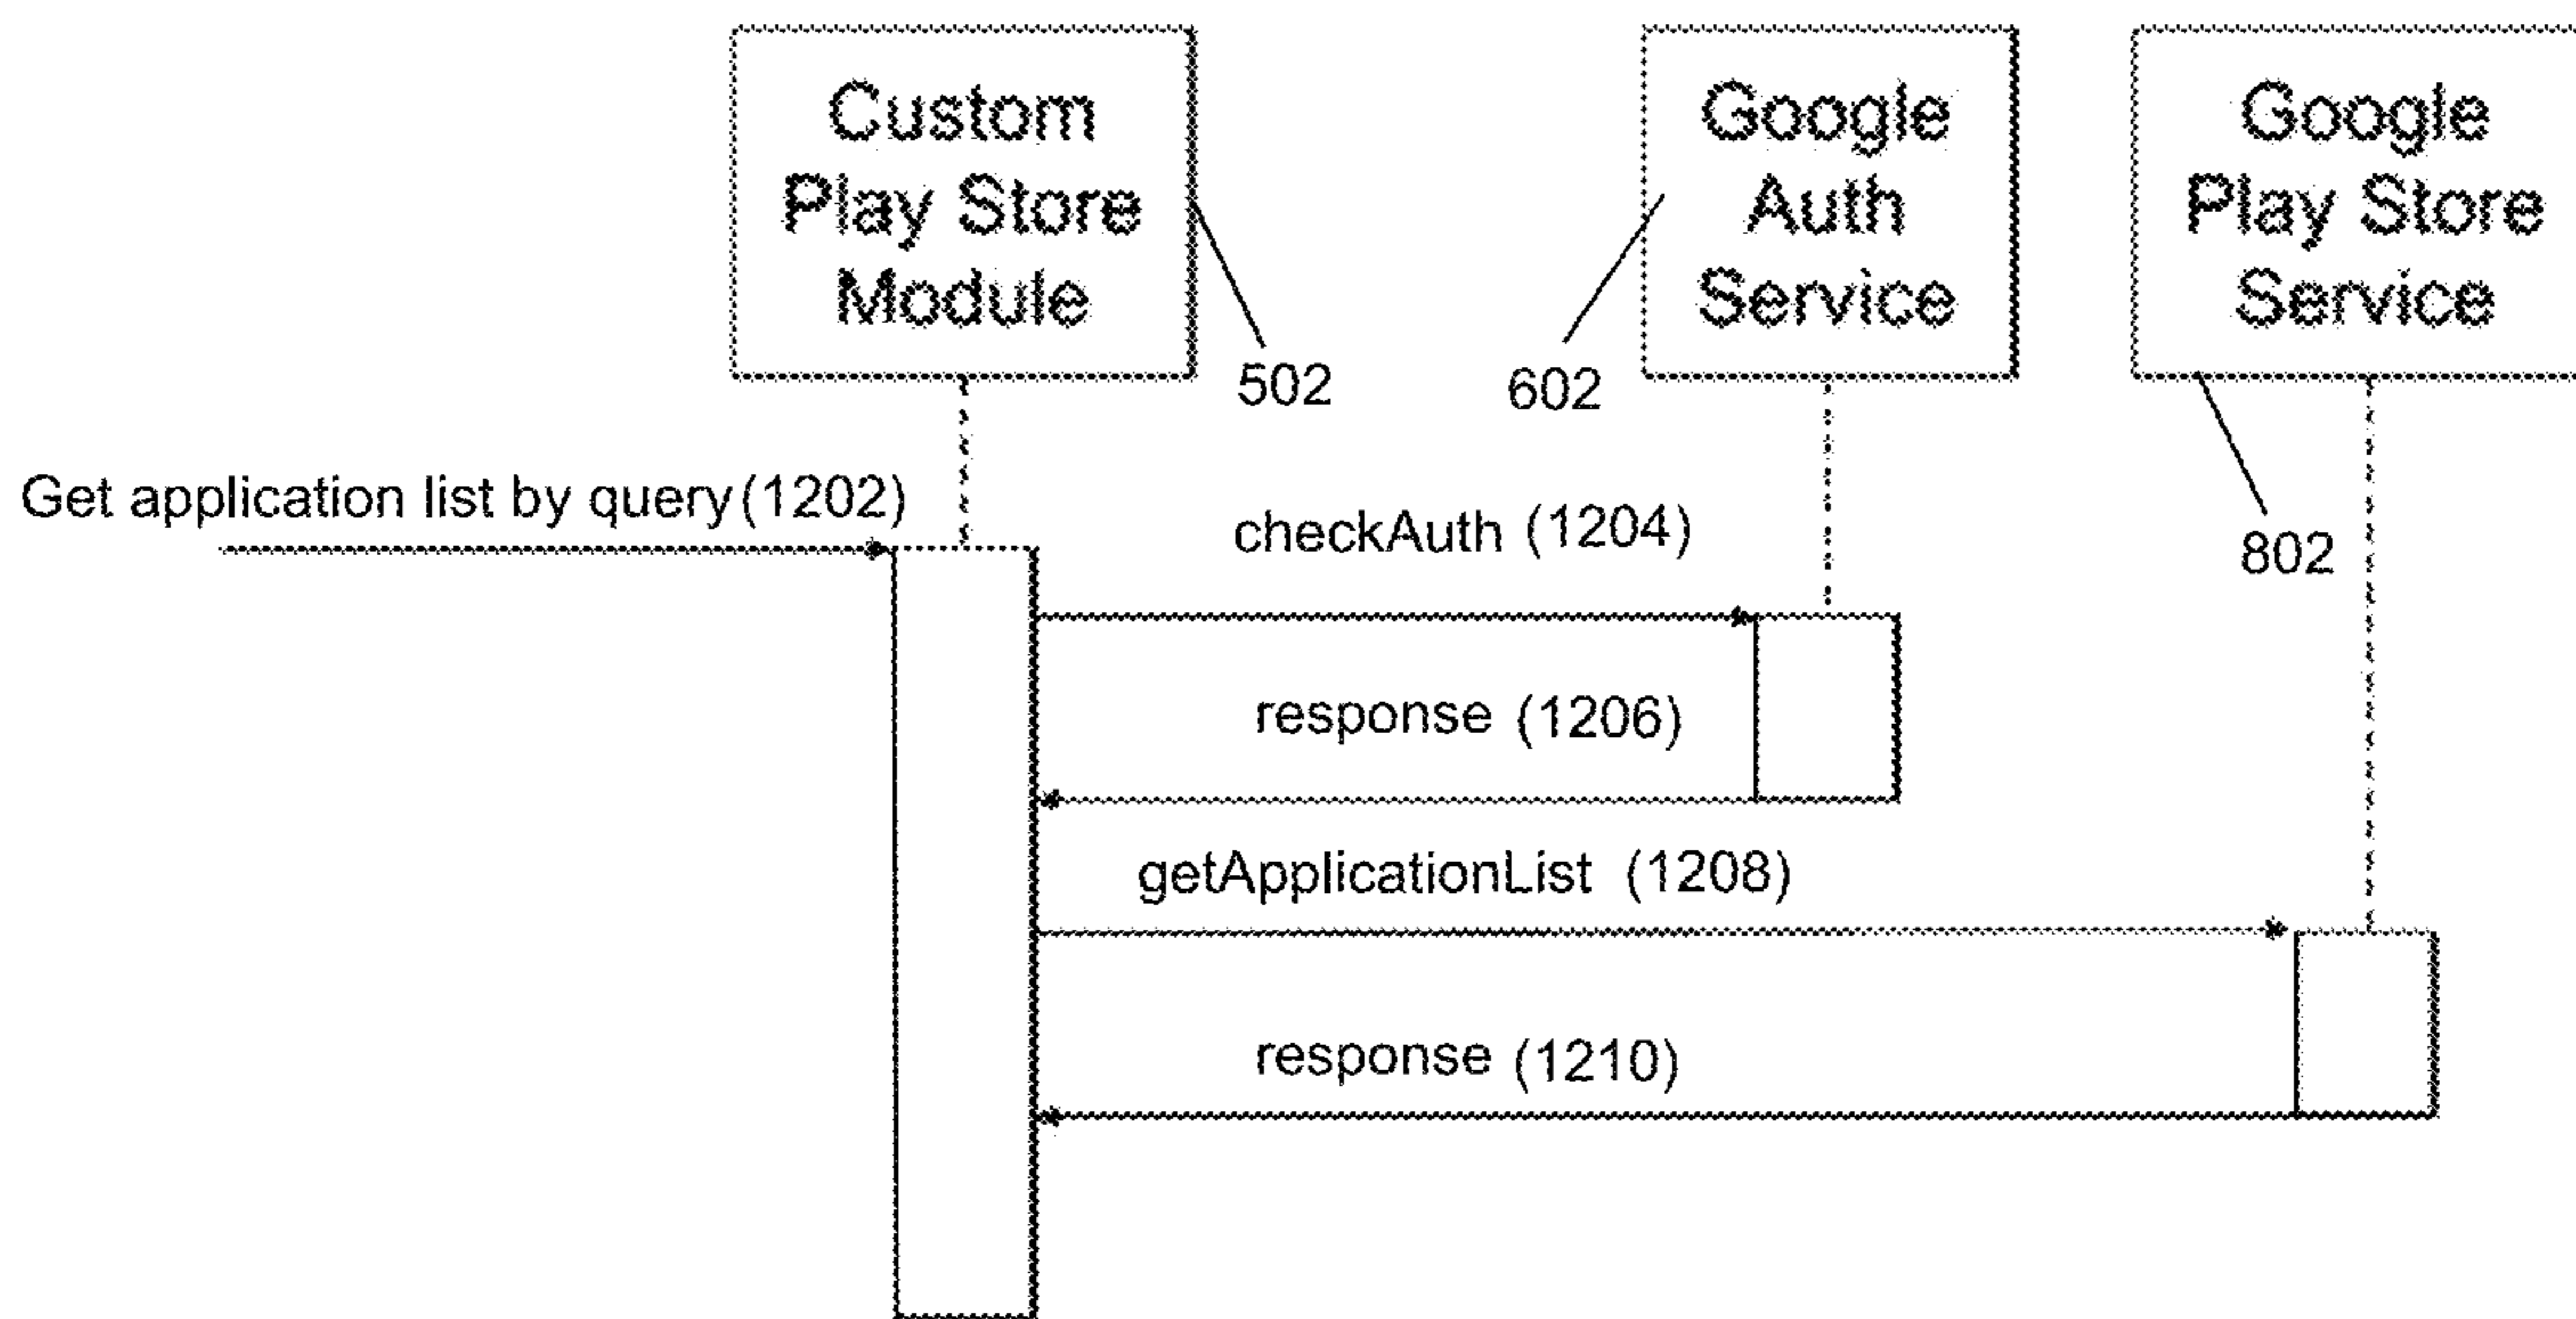 Custom
Play Store
Module
Google
Auth
Service
Google
Play Store
Service
502
602
802
Get application list by query (1202)
checkAuth (1204)
response (1206)
getApplicationList (1208)
response (1210)